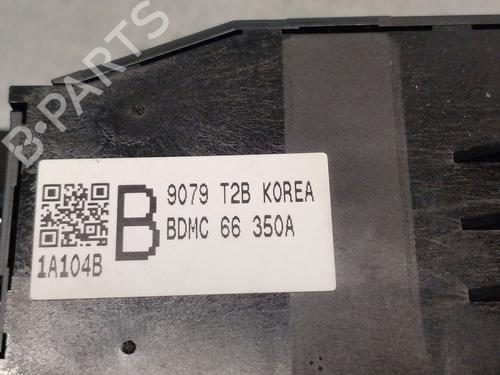 B-PARTS
B
9079 T2B KOREA
BDMC 66 350A
1A104B